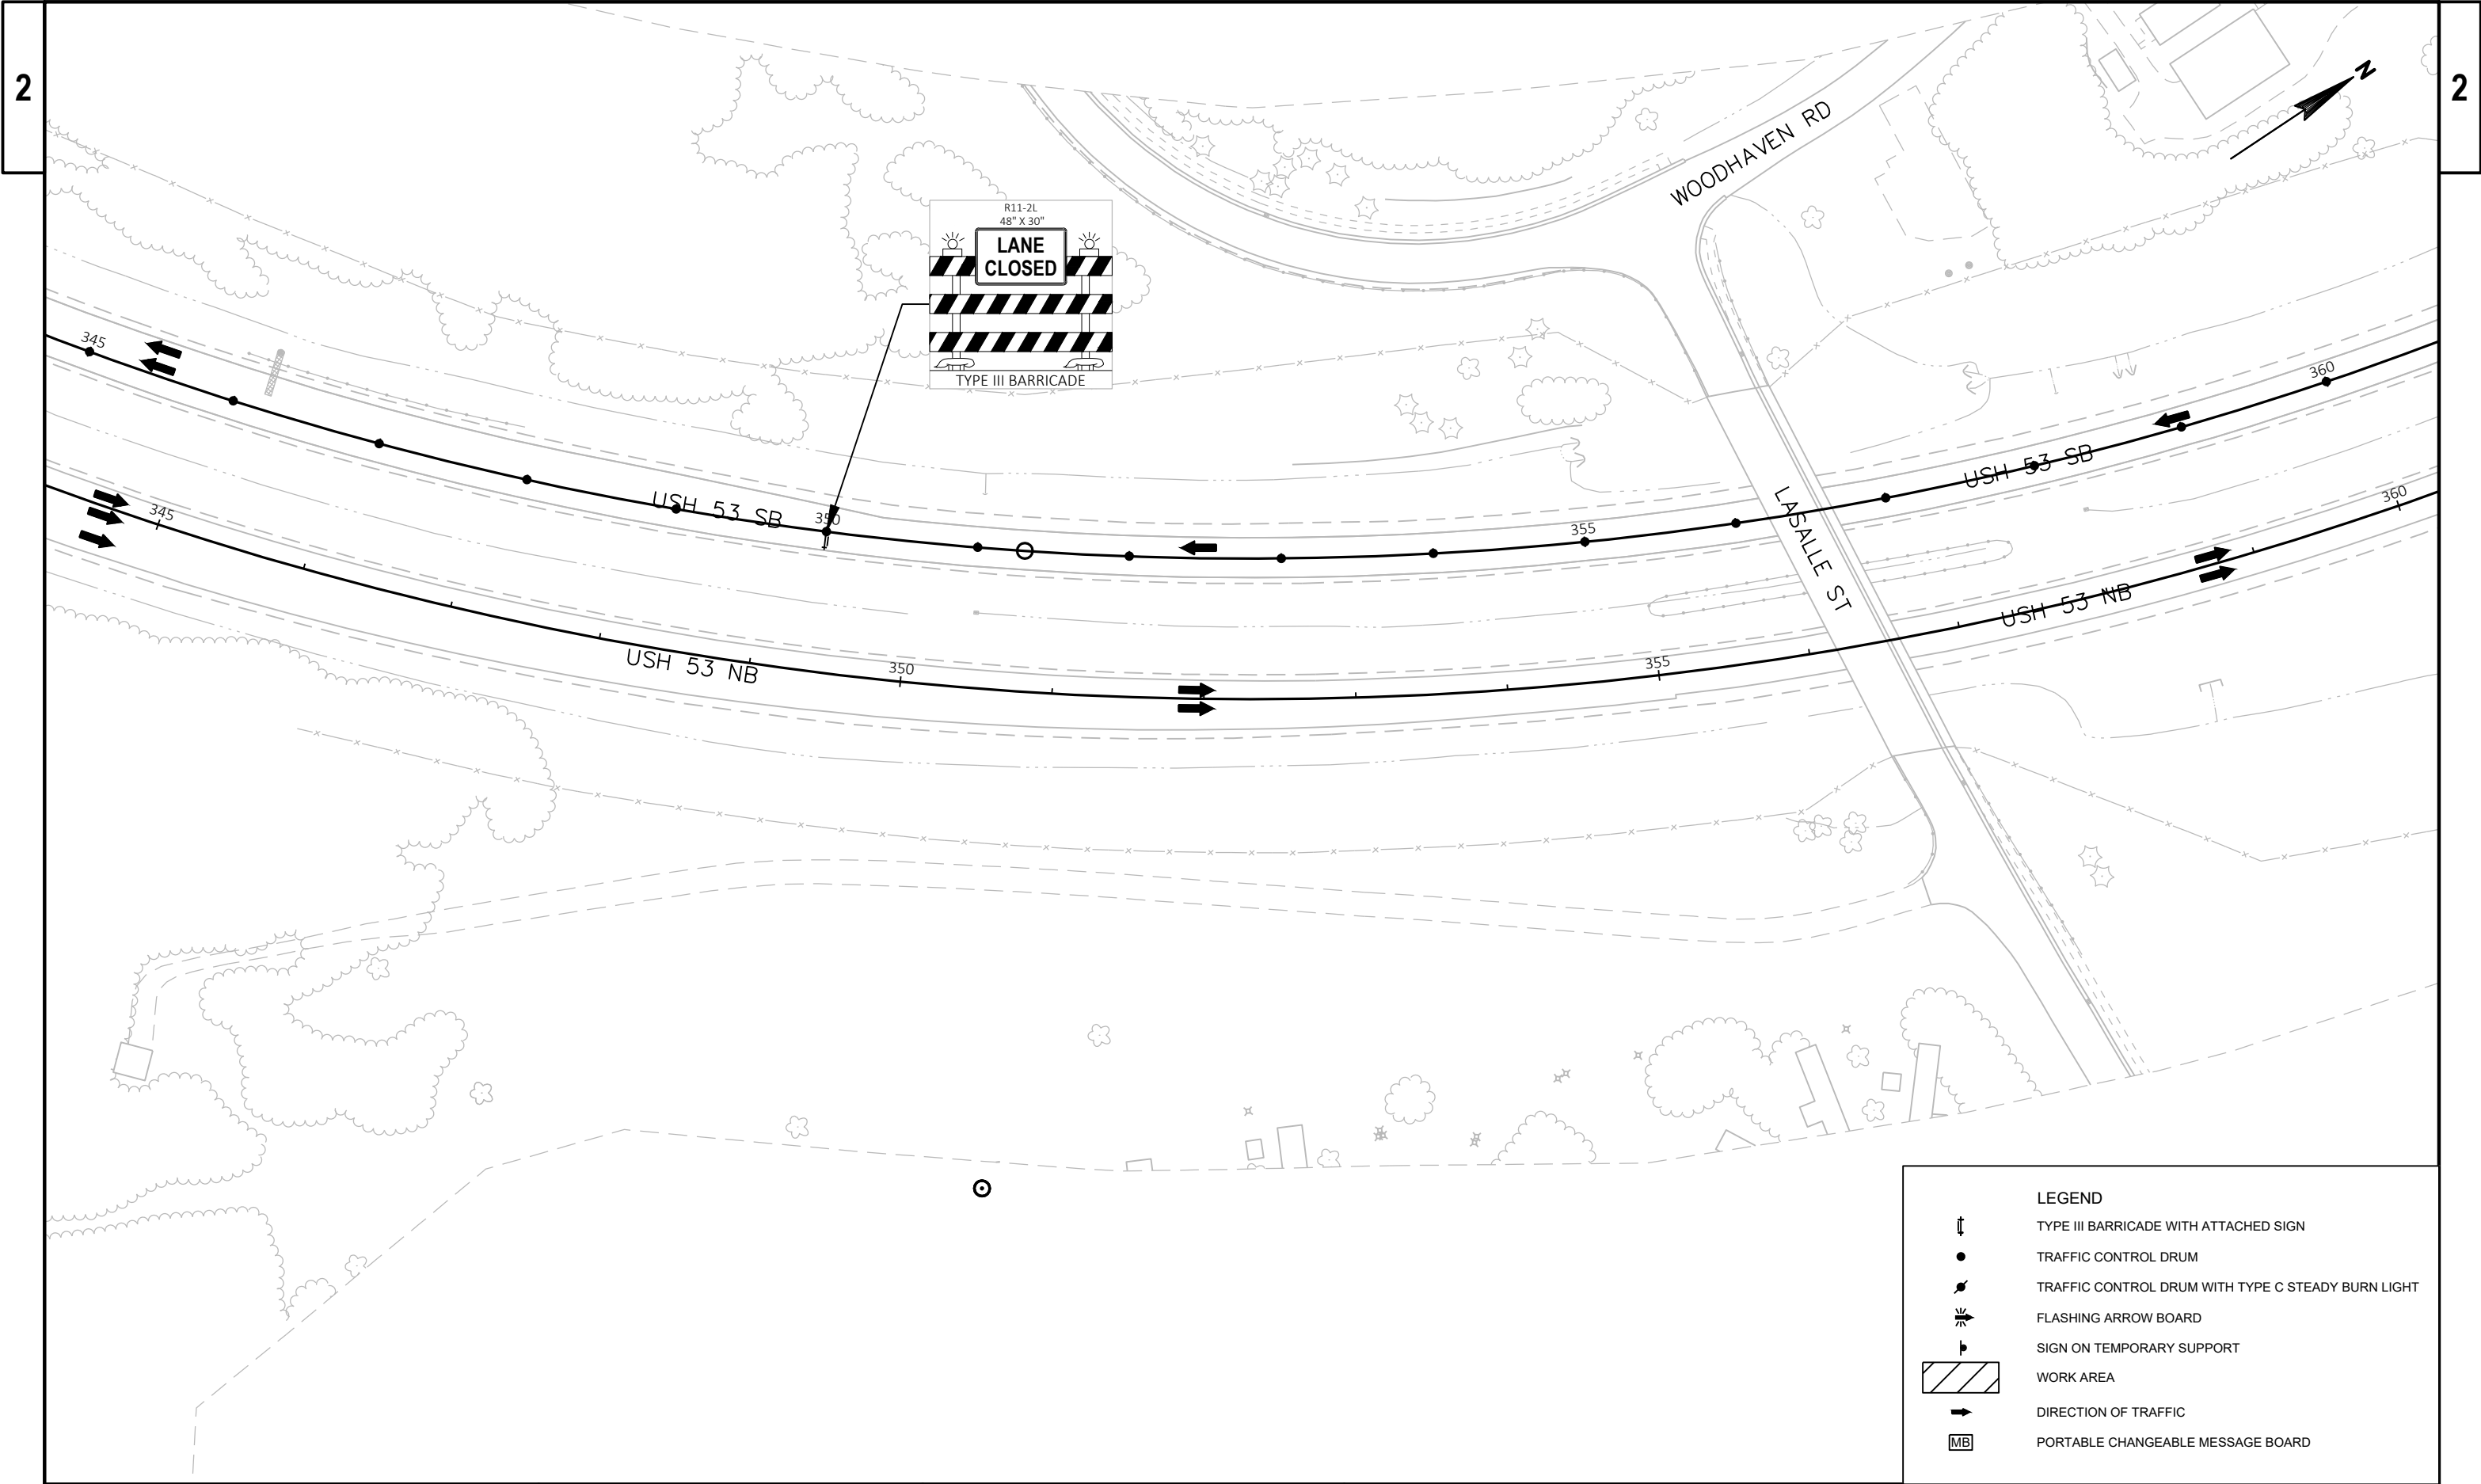 2
2
N
WOODHAVEN RD
R11-2L
48" X 30"
LANE
CLOSED
TYPE III BARRICADE
345
360
USH 53 SB
USH 53 SB
350
355
LASALLE ST
345
360
USH 53 NB
USH 53 NB
350
355
LEGEND
TYPE III BARRICADE WITH ATTACHED SIGN
TRAFFIC CONTROL DRUM
TRAFFIC CONTROL DRUM WITH TYPE C STEADY BURN LIGHT
FLASHING ARROW BOARD
SIGN ON TEMPORARY SUPPORT
WORK AREA
DIRECTION OF TRAFFIC
MB PORTABLE CHANGEABLE MESSAGE BOARD